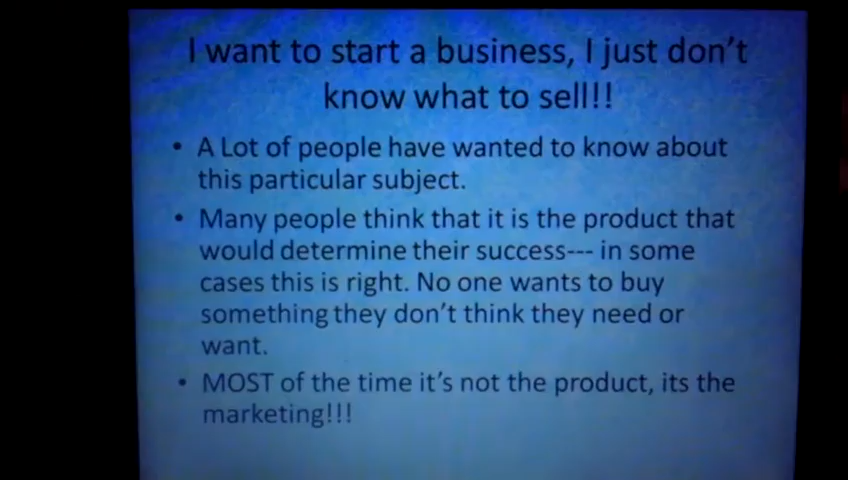 I want to start a business, I just don't
know what to sell!!
• A Lot of people have wanted to know about
this particular subject.
• Many people think that it is the product that
would determine their success--- in some
cases this is right. No one wants to buy
something they don't think they need or
want.
• MOST of the time it's not the product, its the
marketing!!!